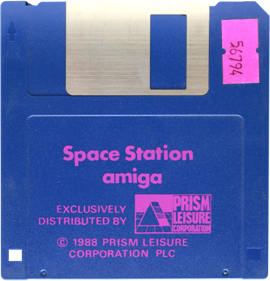 56794
Space Station
amiga
EXCLUSIVELY
DISTRIBUTED BY
PRISM
LEISURE
CORPORATION
© 1988 PRISM LEISURE
CORPORATION PLC